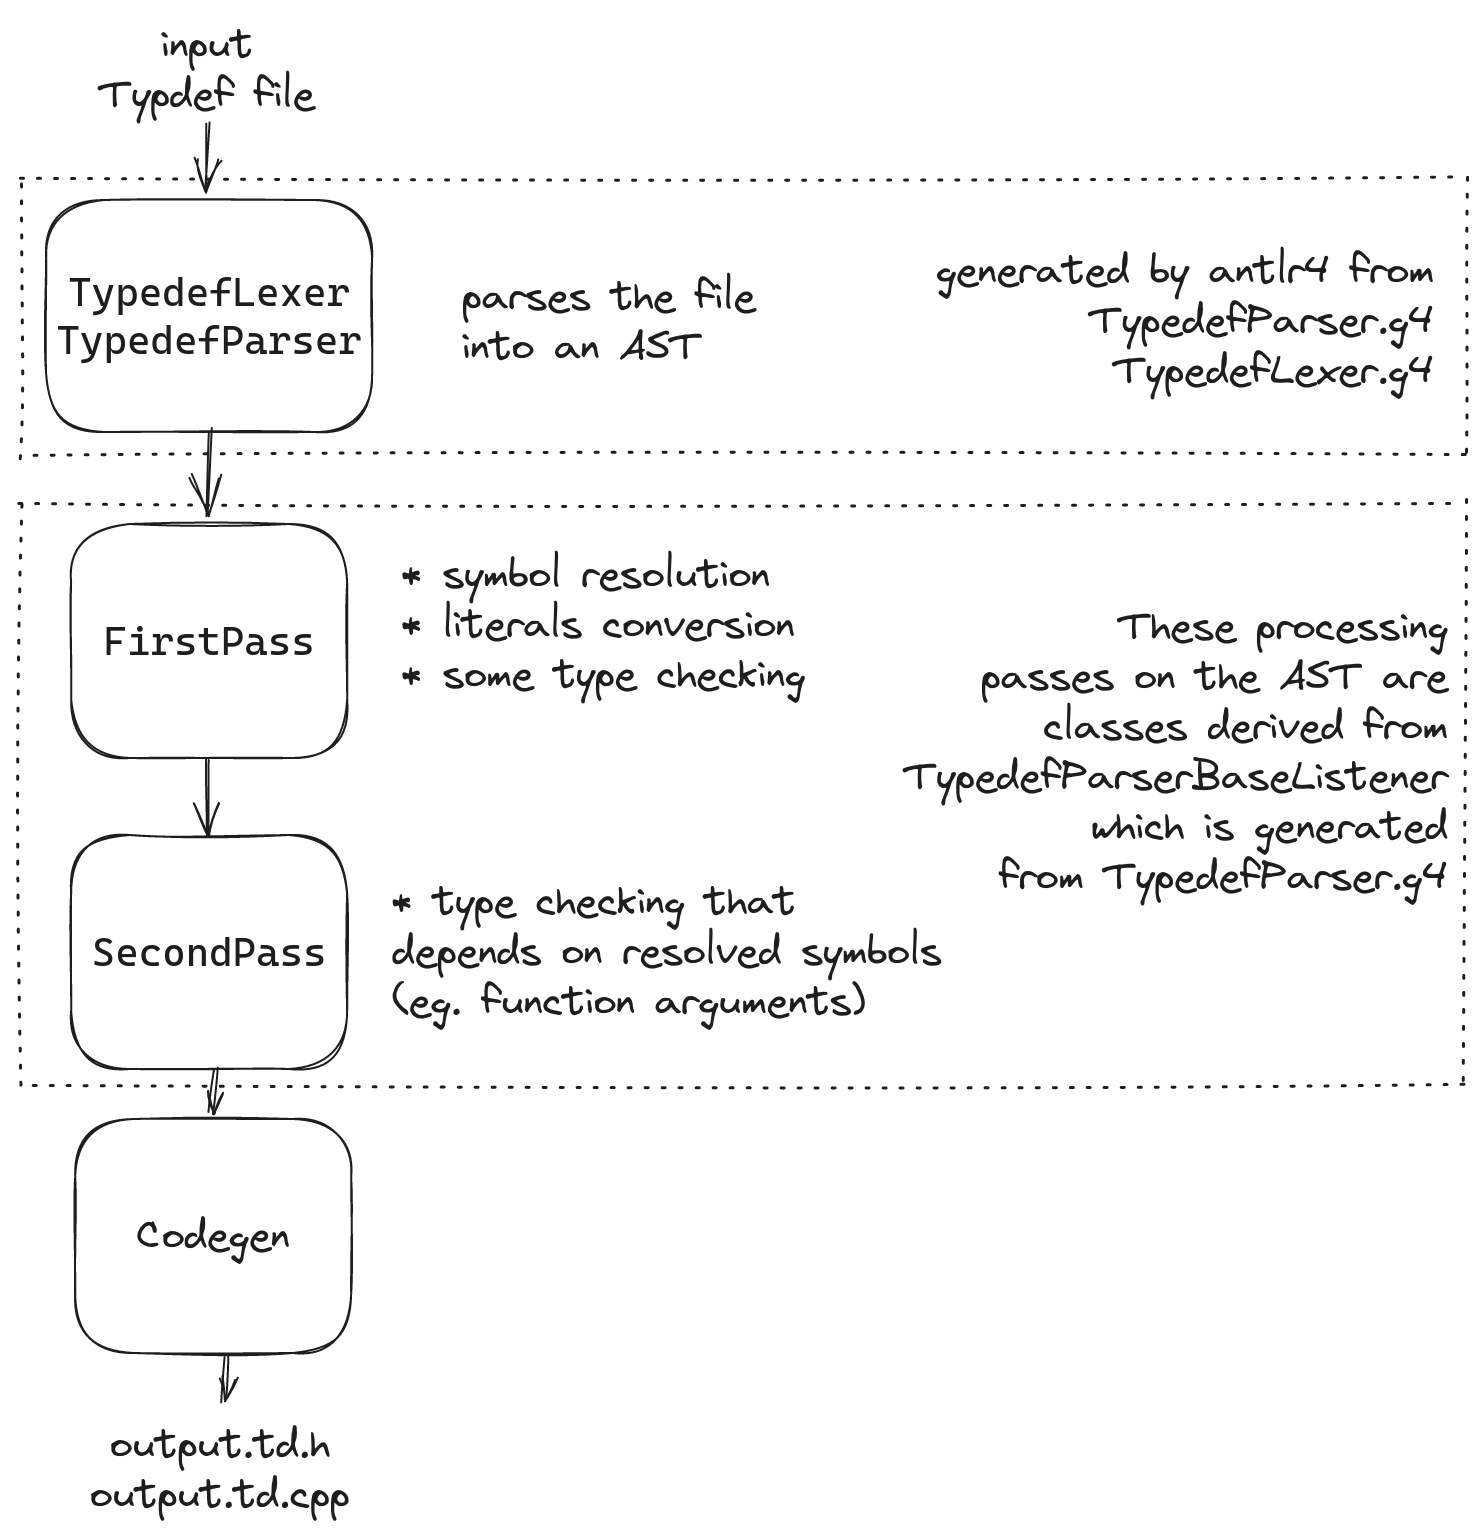 input
Typdef file
TypedefLexer
TypedefParser
parses the file
into an AST
generated by antlr4 from
TypedefParser.g4
TypedefLexer.g4
FirstPass
* symbol resolution
* literals conversion
* some type checking
These processing
passes on the AST are
classes derived from
TypedefParserBaseListener
which is generated
from TypedefParser.g4
SecondPass
* type checking that
depends on resolved symbols
(eg. function arguments)
Codegen
output.td.h
output.td.cpp